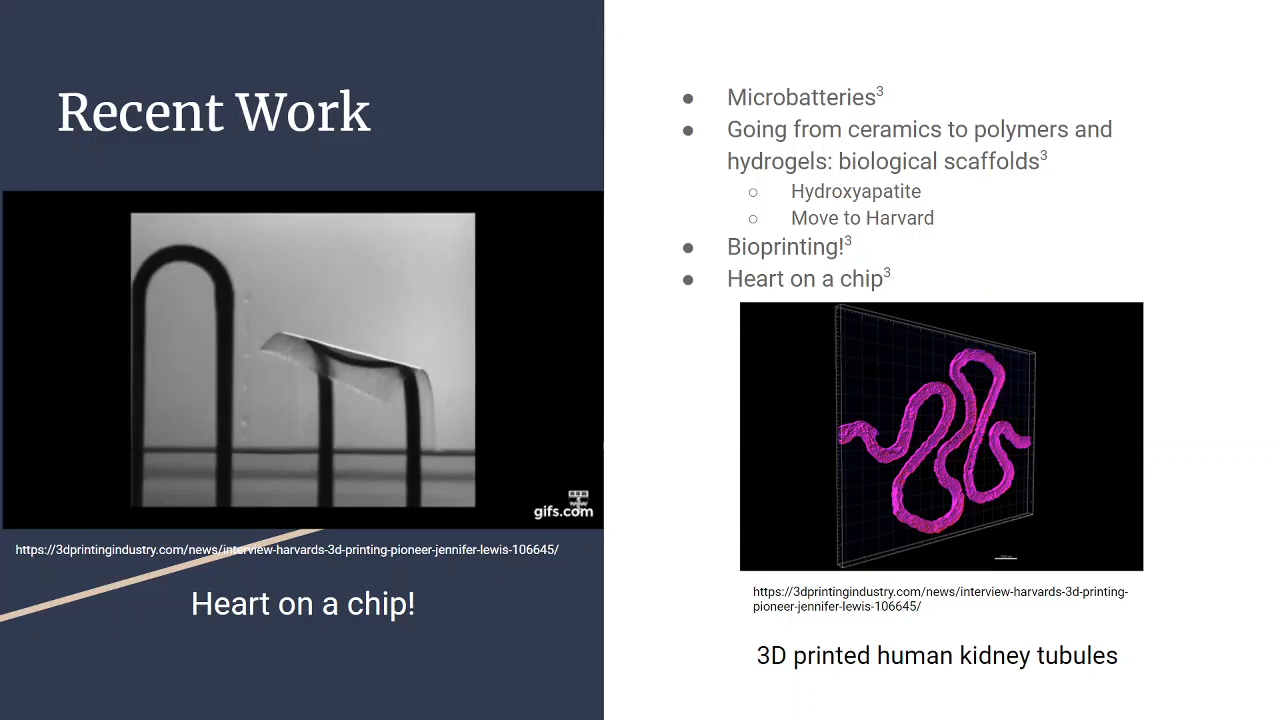 Recent Work
gifs.com
https://3dprintingindustry.com/news/interview-harvards-3d-printing-pioneer-jennifer-lewis-106645/
Heart on a chip!
● Microbatteries³
● Going from ceramics to polymers and
hydrogels: biological scaffolds³
○ Hydroxyapatite
○ Move to Harvard
● Bioprinting!³
● Heart on a chip³
https://3dprintingindustry.com/news/interview-harvards-3d-printing-
pioneer-jennifer-lewis-106645/
3D printed human kidney tubules